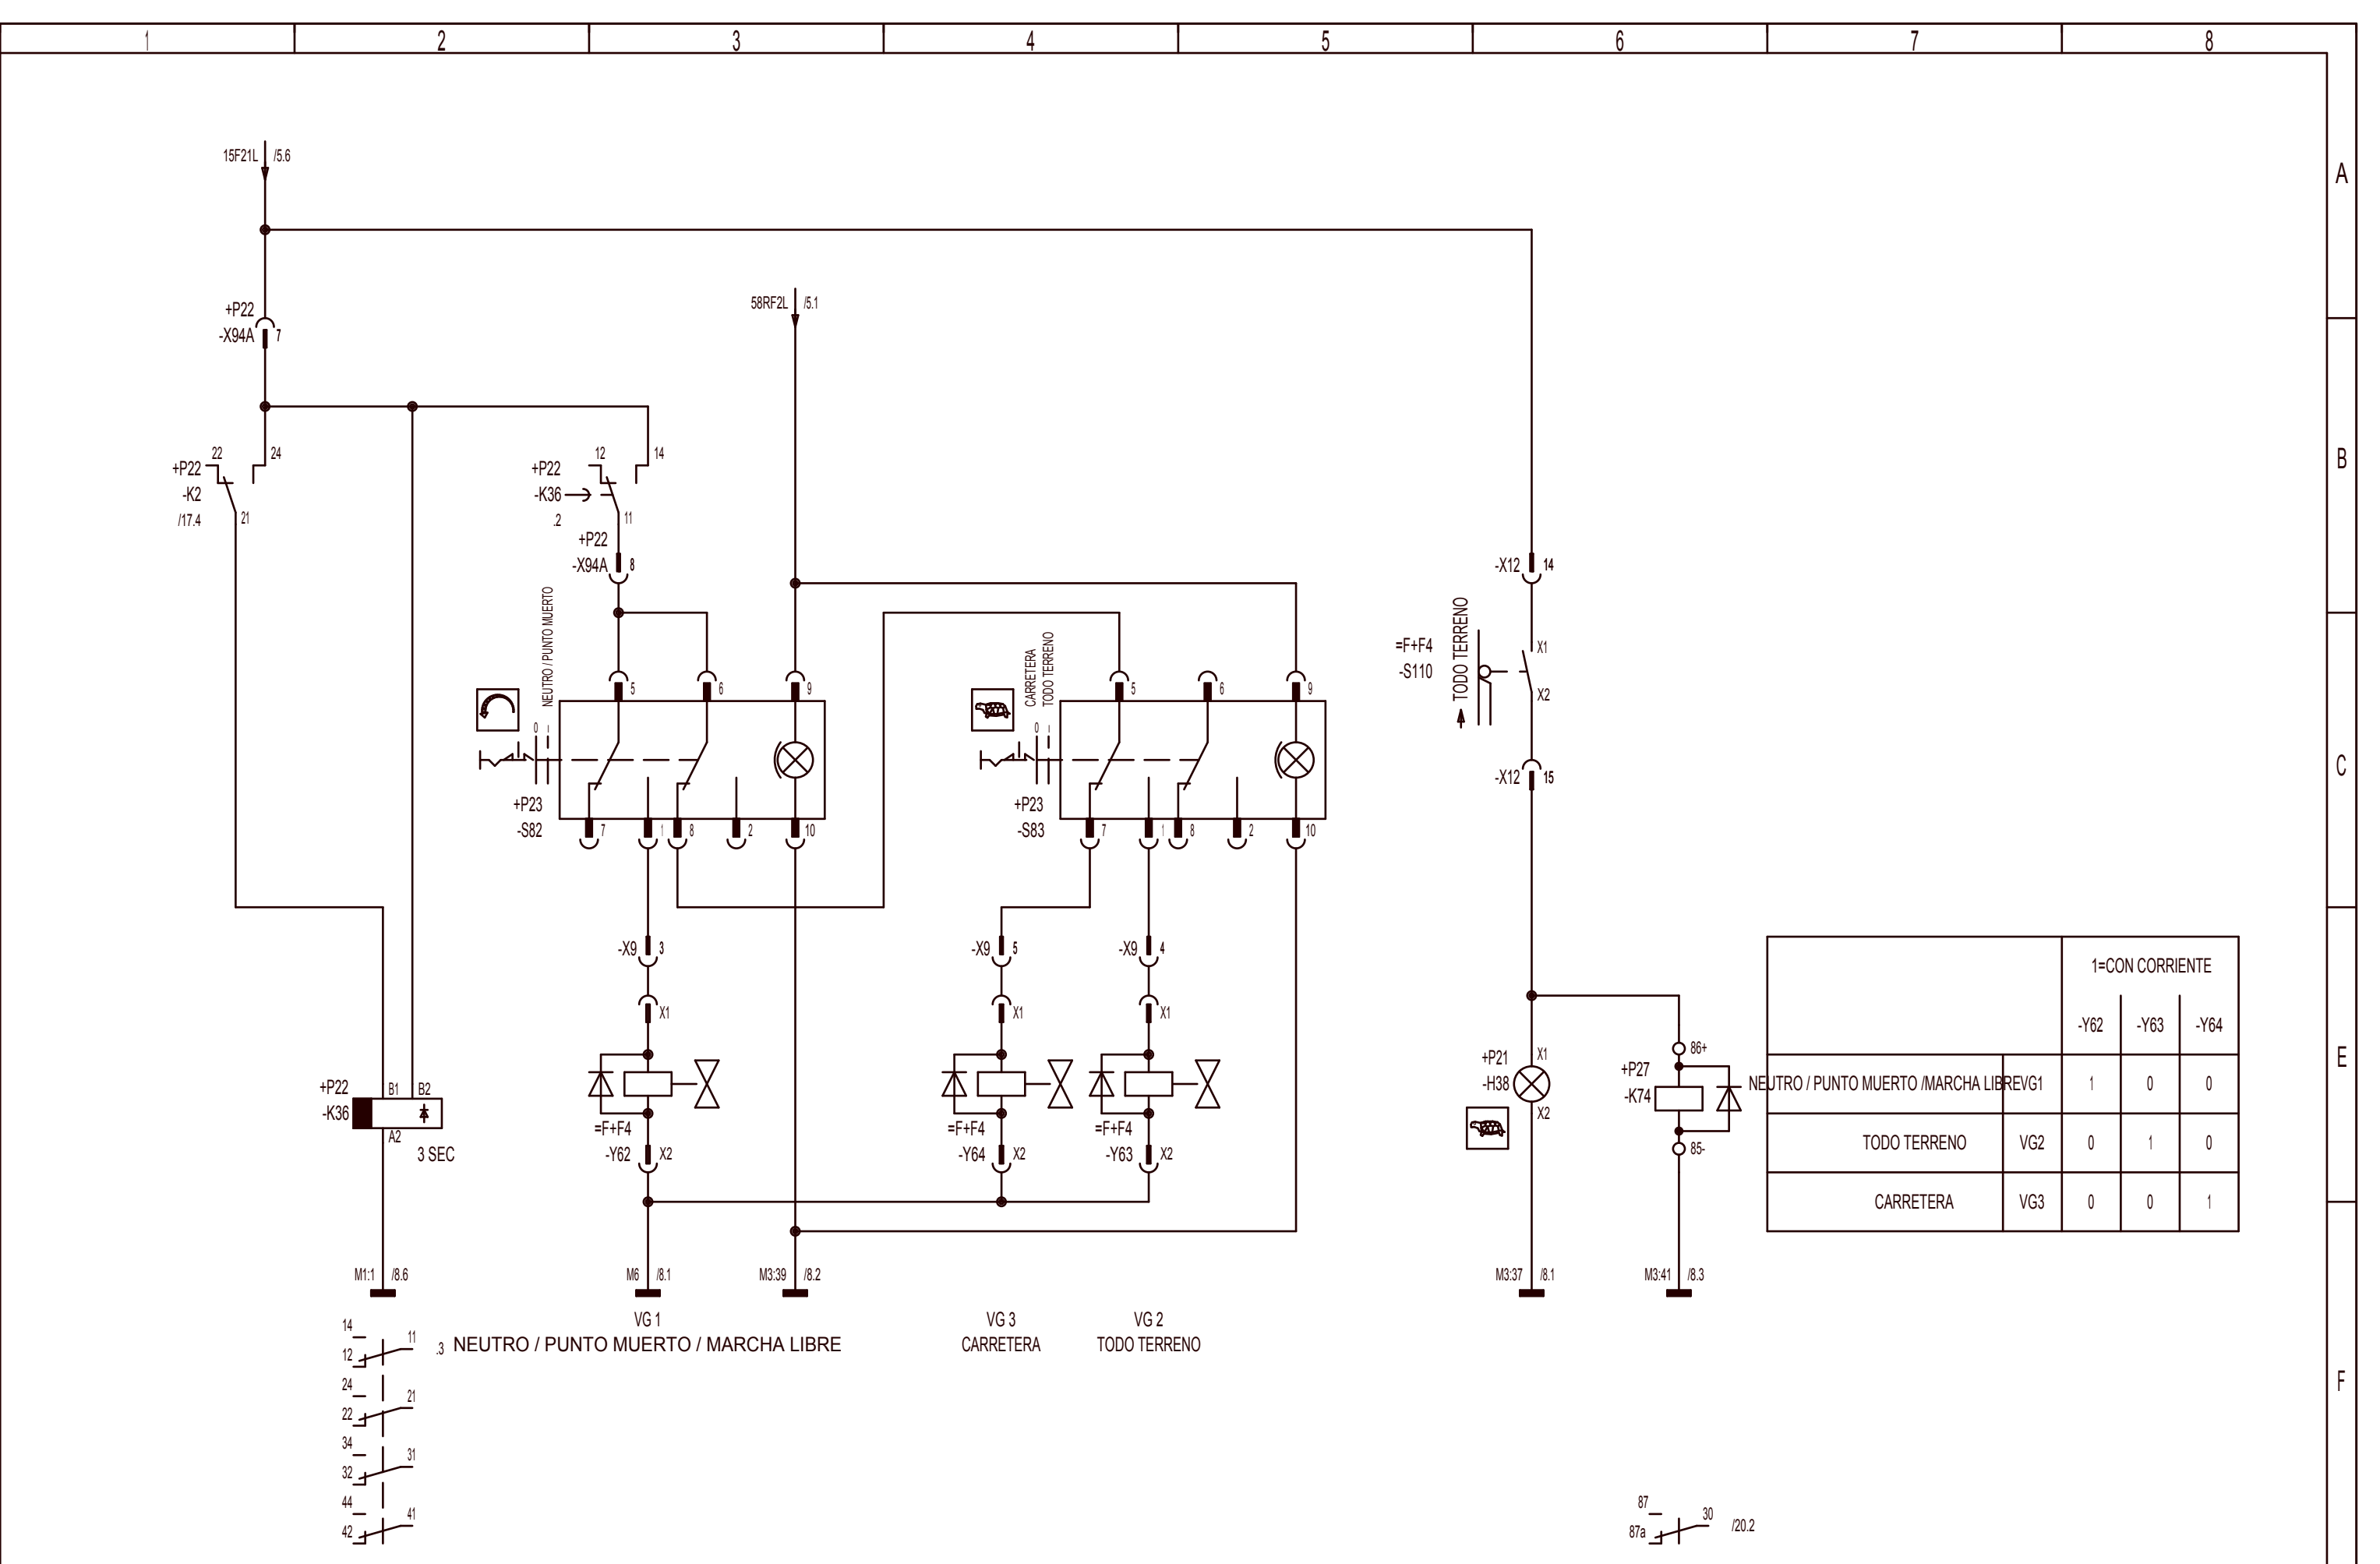 1 2 3 4 5 6 7 8
A
15F21L /5.6
+P22
-X94A 7
58RF2L /5.1
B
22 24
+P22
-K2
/17.4 21
12 14
+P22
-K36
.2 11
+P22
-X94A 8
-X12 14
NEUTRO / PUNTO MUERTO
CARRETERA
TODO TERRENO
TODO TERRENO
=F+F4
-S110
X1
X2
5 6 9
5 6 9
0 I
0 I
C
-X12 15
+P23
-S82
7 1 8 2 10
+P23
-S83
7 1 8 2 10
-X9 3
-X9 5
-X9 4
X1
X1
X1
1=CON CORRIENTE
-Y62 -Y63 -Y64
NEUTRO / PUNTO MUERTO /MARCHA LIBRE VG1 1 0 0
TODO TERRENO VG2 0 1 0
CARRETERA VG3 0 0 1
E
+P22
-K36
B1 B2
A2
3 SEC
=F+F4
-Y62 X2
=F+F4
-Y64 X2
=F+F4
-Y63 X2
+P21
-H38
X1
X2
+P27
-K74
86+
85-
M1:1 /8.6
M6 /8.1
M3:39 /8.2
M3:37 /8.1
M3:41 /8.3
VG 1
NEUTRO / PUNTO MUERTO / MARCHA LIBRE
VG 3
CARRETERA
VG 2
TODO TERRENO
F
14 11
12 .3
24 21
22
34 31
32
44 41
42
87 30
87a /20.2